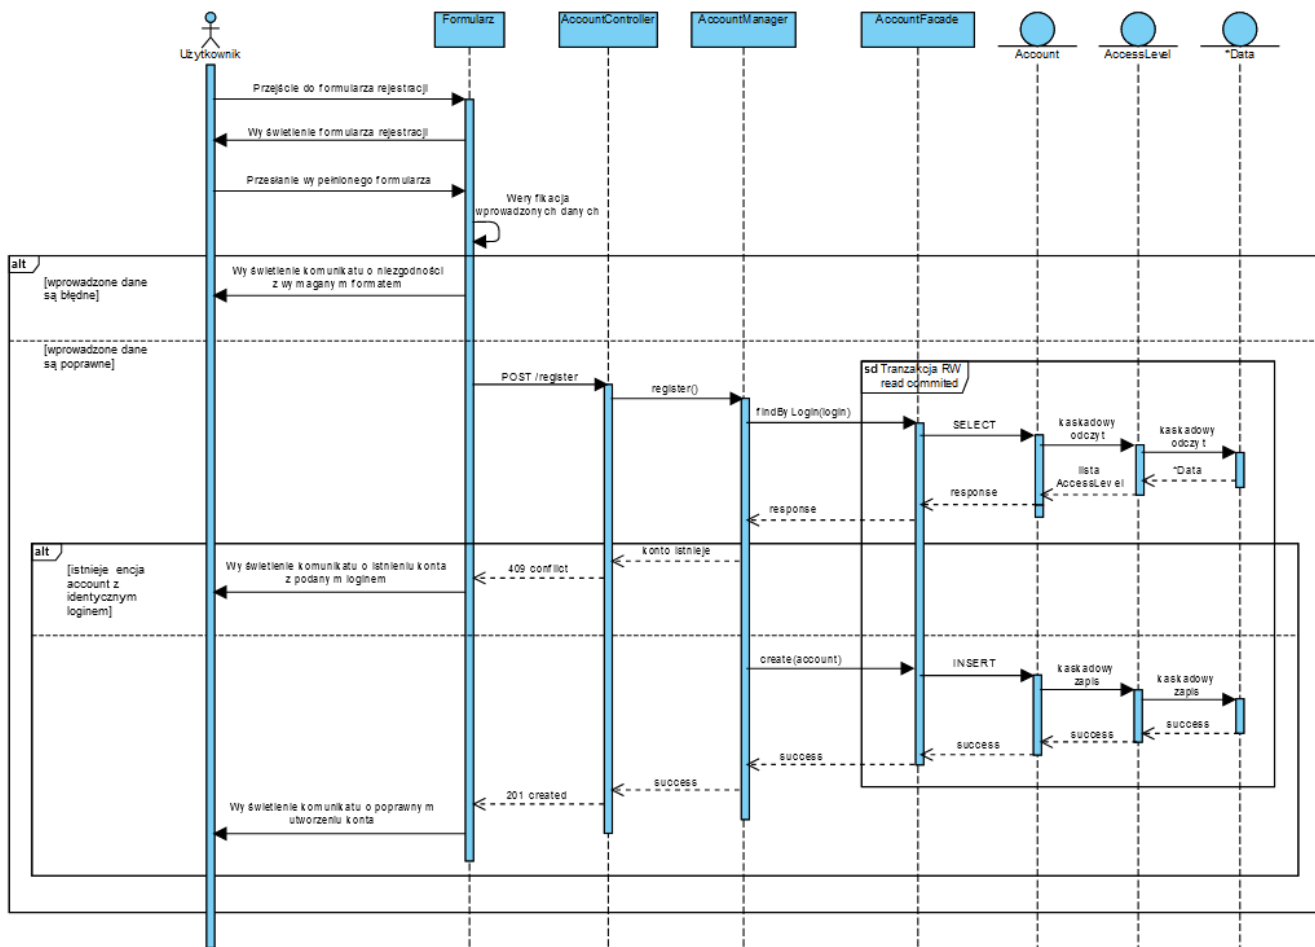 Użytkownik
Formularz
AccountController
AccountManager
AccountFacade
Account
AccessLevel
*Data
Przejście do formularza rejestracji
Wyświetlenie formularza rejestracji
Przesłanie wypełnionego formularza
Weryfikacja
wprowadzonych danych
alt
[wprowadzone dane
są błędne]
Wyświetlenie komunikatu o niezgodności
z wymaganym formatem
[wprowadzone dane
są poprawne]
sd Tranzakcja RW
read commited
POST /register
register()
findByLogin(login)
SELECT
kaskadowy
odczyt
kaskadowy
odczyt
lista
AccessLevel
*Data
response
response
alt
[istnieje encja
account z
identycznym
loginem]
konto istnieje
409 conflict
Wyświetlenie komunikatu o istnieniu konta
z podanym loginem
create(account)
INSERT
kaskadowy
zapis
kaskadowy
zapis
success
success
success
success
success
201 created
Wyświetlenie komunikatu o poprawnym
utworzeniu konta